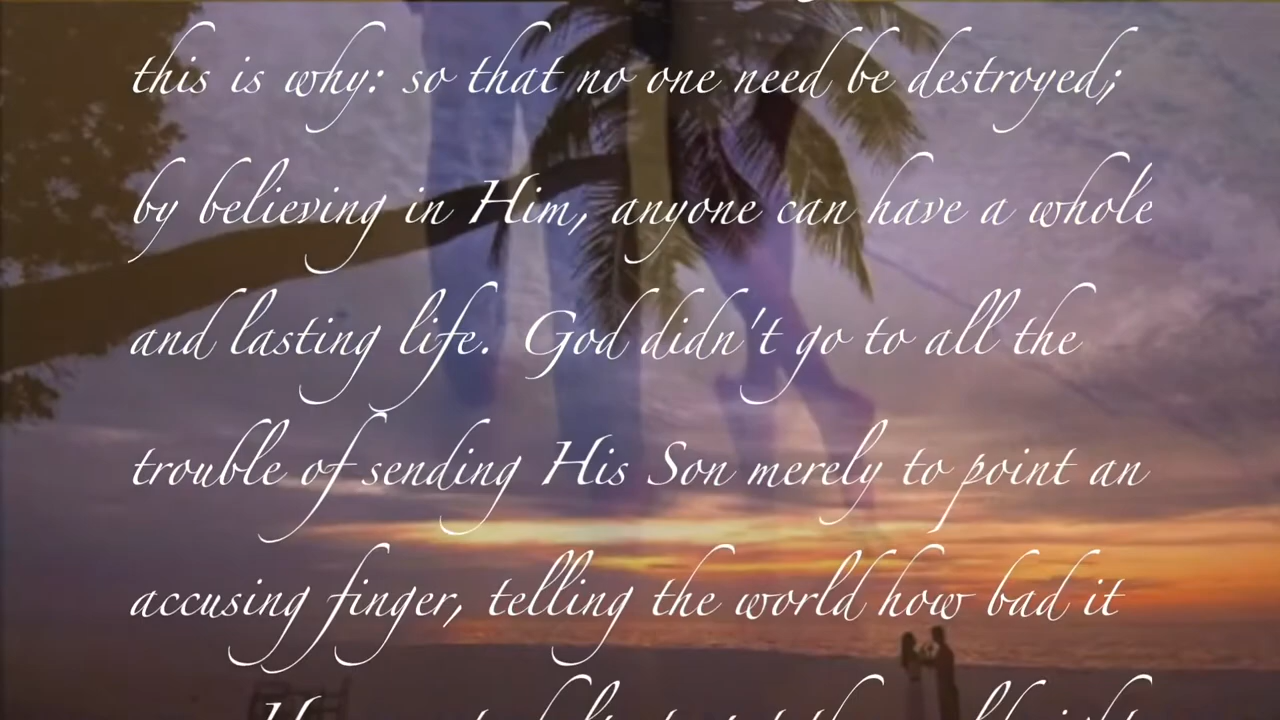 this is why: so that no one need be destroyed;
by believing in Him, anyone can have a whole
and lasting life. God didn't go to all the
trouble of sending His Son merely to point an
accusing finger, telling the world how bad it